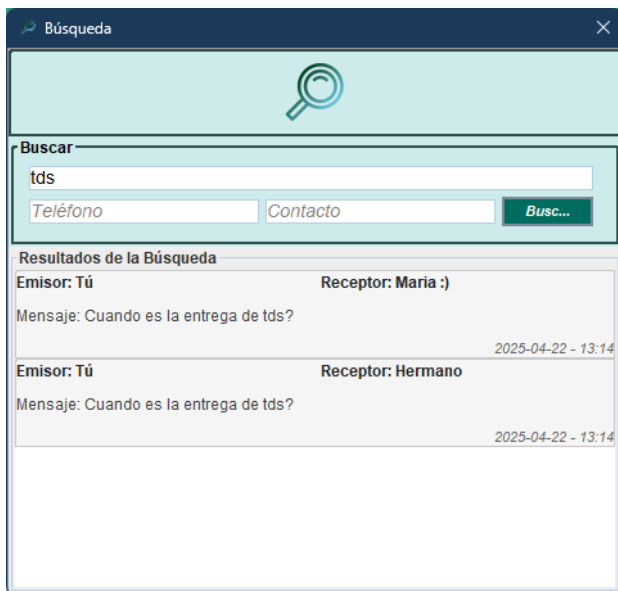 Búsqueda
Buscar
tds
Teléfono Contacto Busc...
Resultados de la Búsqueda
Emisor: Tú Receptor: Maria :)
Mensaje: Cuando es la entrega de tds?
2025-04-22 - 13:14
Emisor: Tú Receptor: Hermano
Mensaje: Cuando es la entrega de tds?
2025-04-22 - 13:14